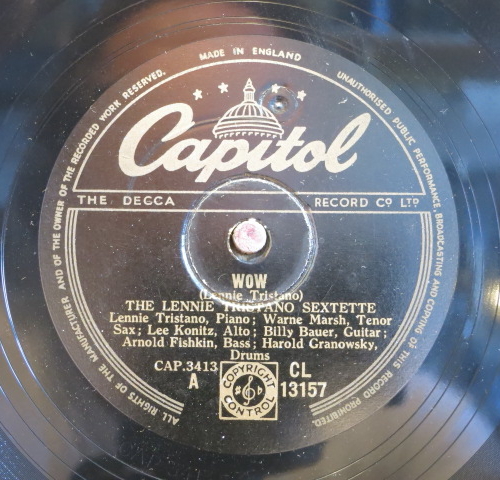 ALL RIGHTS OF THE MANUFACTURER AND OF THE OWNER OF THE RECORDED WORK RESERVED.
MADE IN ENGLAND
UNAUTHORISED PUBLIC PERFORMANCE, BROADCASTING AND COPYING OF THIS RECORD PROHIBITED.
Capitol
THE DECCA RECORD Cº LTD
WOW
(Lennie Tristano)
THE LENNIE TRISTANO SEXTETTE
Lennie Tristano, Piano; Warne Marsh, Tenor
Sax; Lee Konitz, Alto; Billy Bauer, Guitar;
Arnold Fishkin, Bass; Harold Granowsky,
Drums
CAP.3413 CL
A 13157
COPYRIGHT
CONTROL